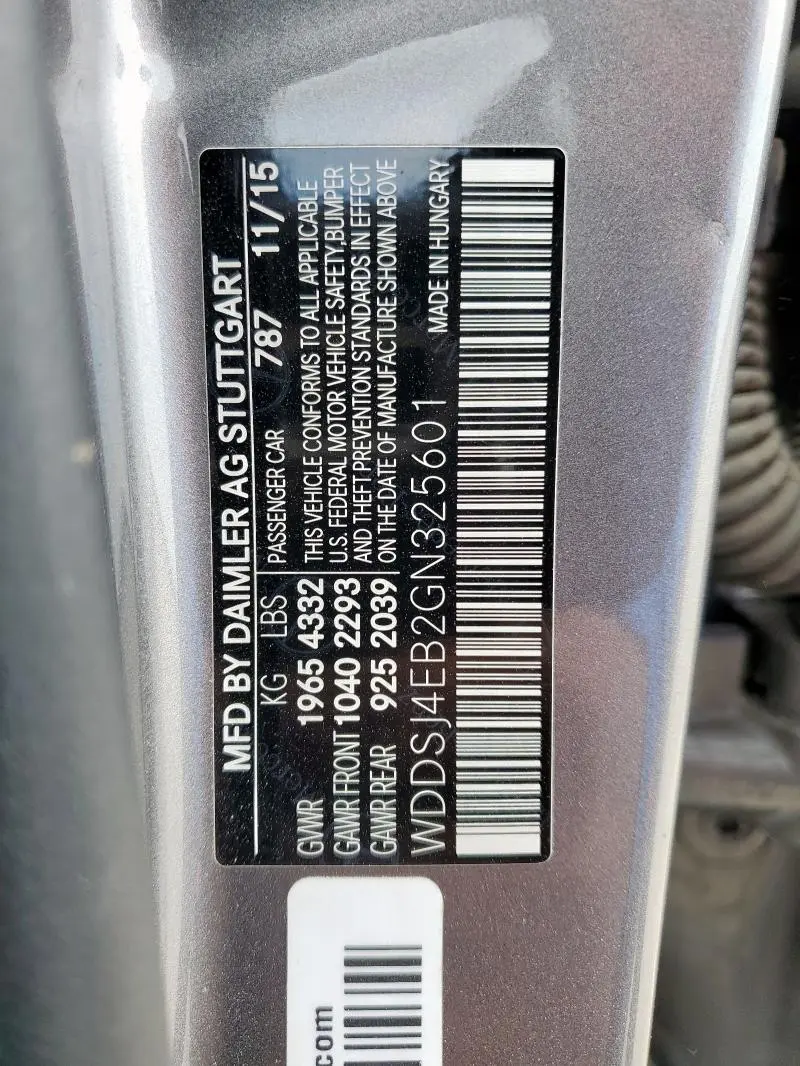 MFD BY DAIMLER AG STUTTGART
KG LBS PASSENGER CAR 787 11/15
GVWR 1965 4332 THIS VEHICLE CONFORMS TO ALL APPLICABLE
GAWR FRONT 1040 2293 U.S. FEDERAL MOTOR VEHICLE SAFETY,BUMPER
GAWR REAR 925 2039 AND THEFT PREVENTION STANDARDS IN EFFECT
ON THE DATE OF MANUFACTURE SHOWN ABOVE
WDDSJ4EB2GN325601 MADE IN HUNGARY
.com